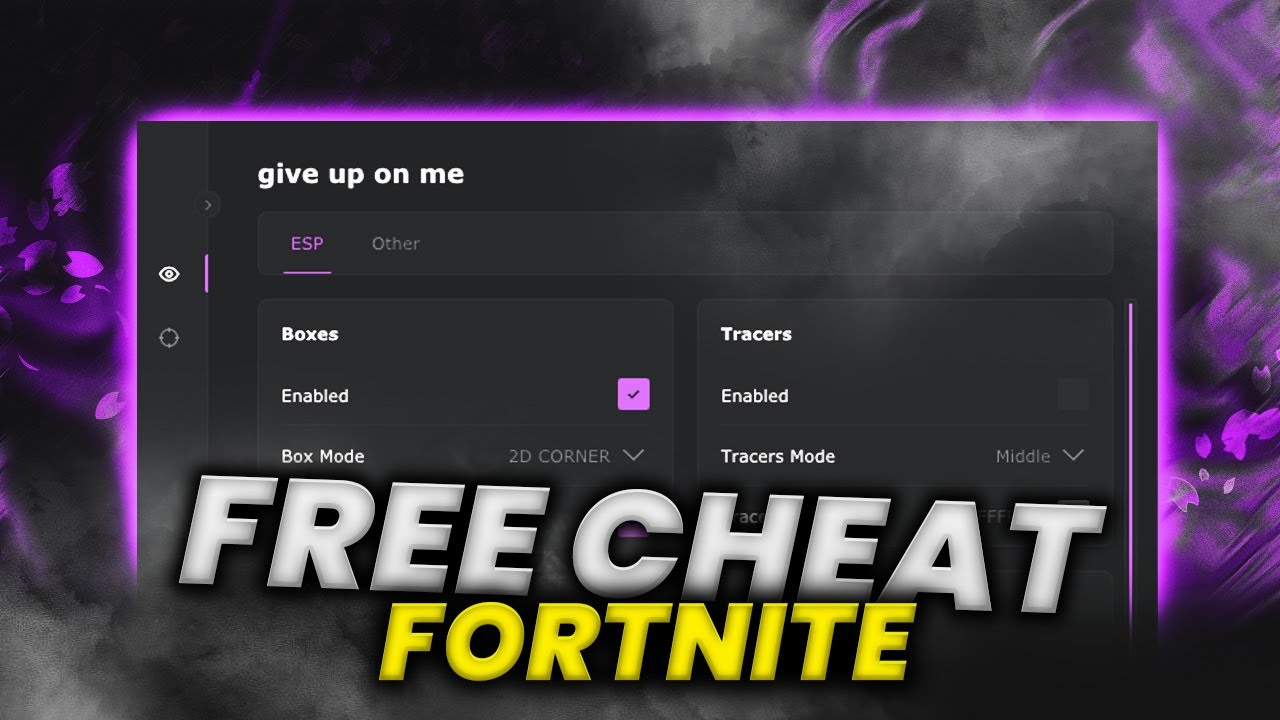 give up on me
ESP Other
Boxes
Enabled
Box Mode 2D CORNER
Tracers
Enabled
Tracers Mode Middle
FREE CHEAT
FORTNITE